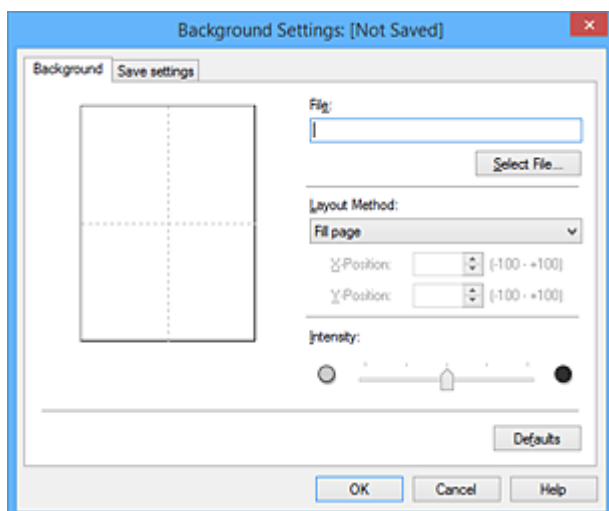 Background Settings: [Not Saved]
Background Save settings
File:
Select File...
Layout Method:
Fill page
X-Position: (-100 - +100)
Y-Position: (-100 - +100)
Intensity:
Defaults
OK Cancel Help